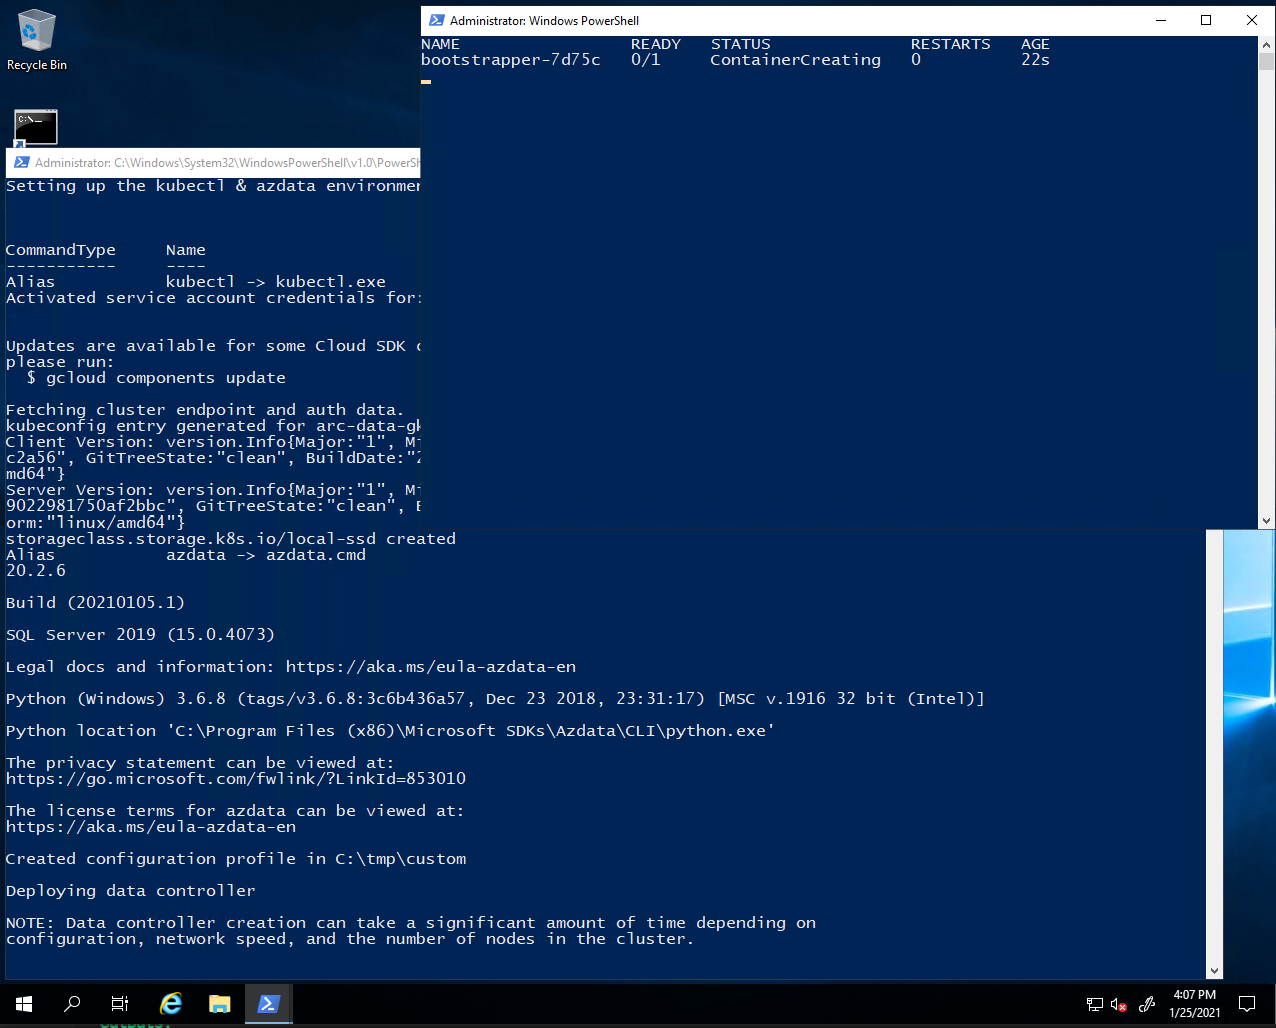 Recycle Bin
Administrator: Windows PowerShell
NAME READY STATUS RESTARTS AGE
bootstrapper-7d75c 0/1 ContainerCreating 0 22s
C:\_
Administrator: C:\Windows\System32\WindowsPowerShell\v1.0\PowerSh
Setting up the kubectl & azdata environmen
CommandType Name
----------- ----
Alias kubectl -> kubectl.exe
Activated service account credentials for:
Updates are available for some Cloud SDK c
please run:
$ gcloud components update
Fetching cluster endpoint and auth data.
kubeconfig entry generated for arc-data-gk
Client Version: version.Info{Major:"1", Mi
c2a56", GitTreeState:"clean", BuildDate:"2
md64"}
Server Version: version.Info{Major:"1", Mi
9022981750af2bbc", GitTreeState:"clean", B
orm:"linux/amd64"}
storageclass.storage.k8s.io/local-ssd created
Alias azdata -> azdata.cmd
20.2.6
Build (20210105.1)
SQL Server 2019 (15.0.4073)
Legal docs and information: https://aka.ms/eula-azdata-en
Python (Windows) 3.6.8 (tags/v3.6.8:3c6b436a57, Dec 23 2018, 23:31:17) [MSC v.1916 32 bit (Intel)]
Python location 'C:\Program Files (x86)\Microsoft SDKs\Azdata\CLI\python.exe'
The privacy statement can be viewed at:
https://go.microsoft.com/fwlink/?LinkId=853010
The license terms for azdata can be viewed at:
https://aka.ms/eula-azdata-en
Created configuration profile in C:\tmp\custom
Deploying data controller
NOTE: Data controller creation can take a significant amount of time depending on
configuration, network speed, and the number of nodes in the cluster.
4:07 PM
1/25/2021